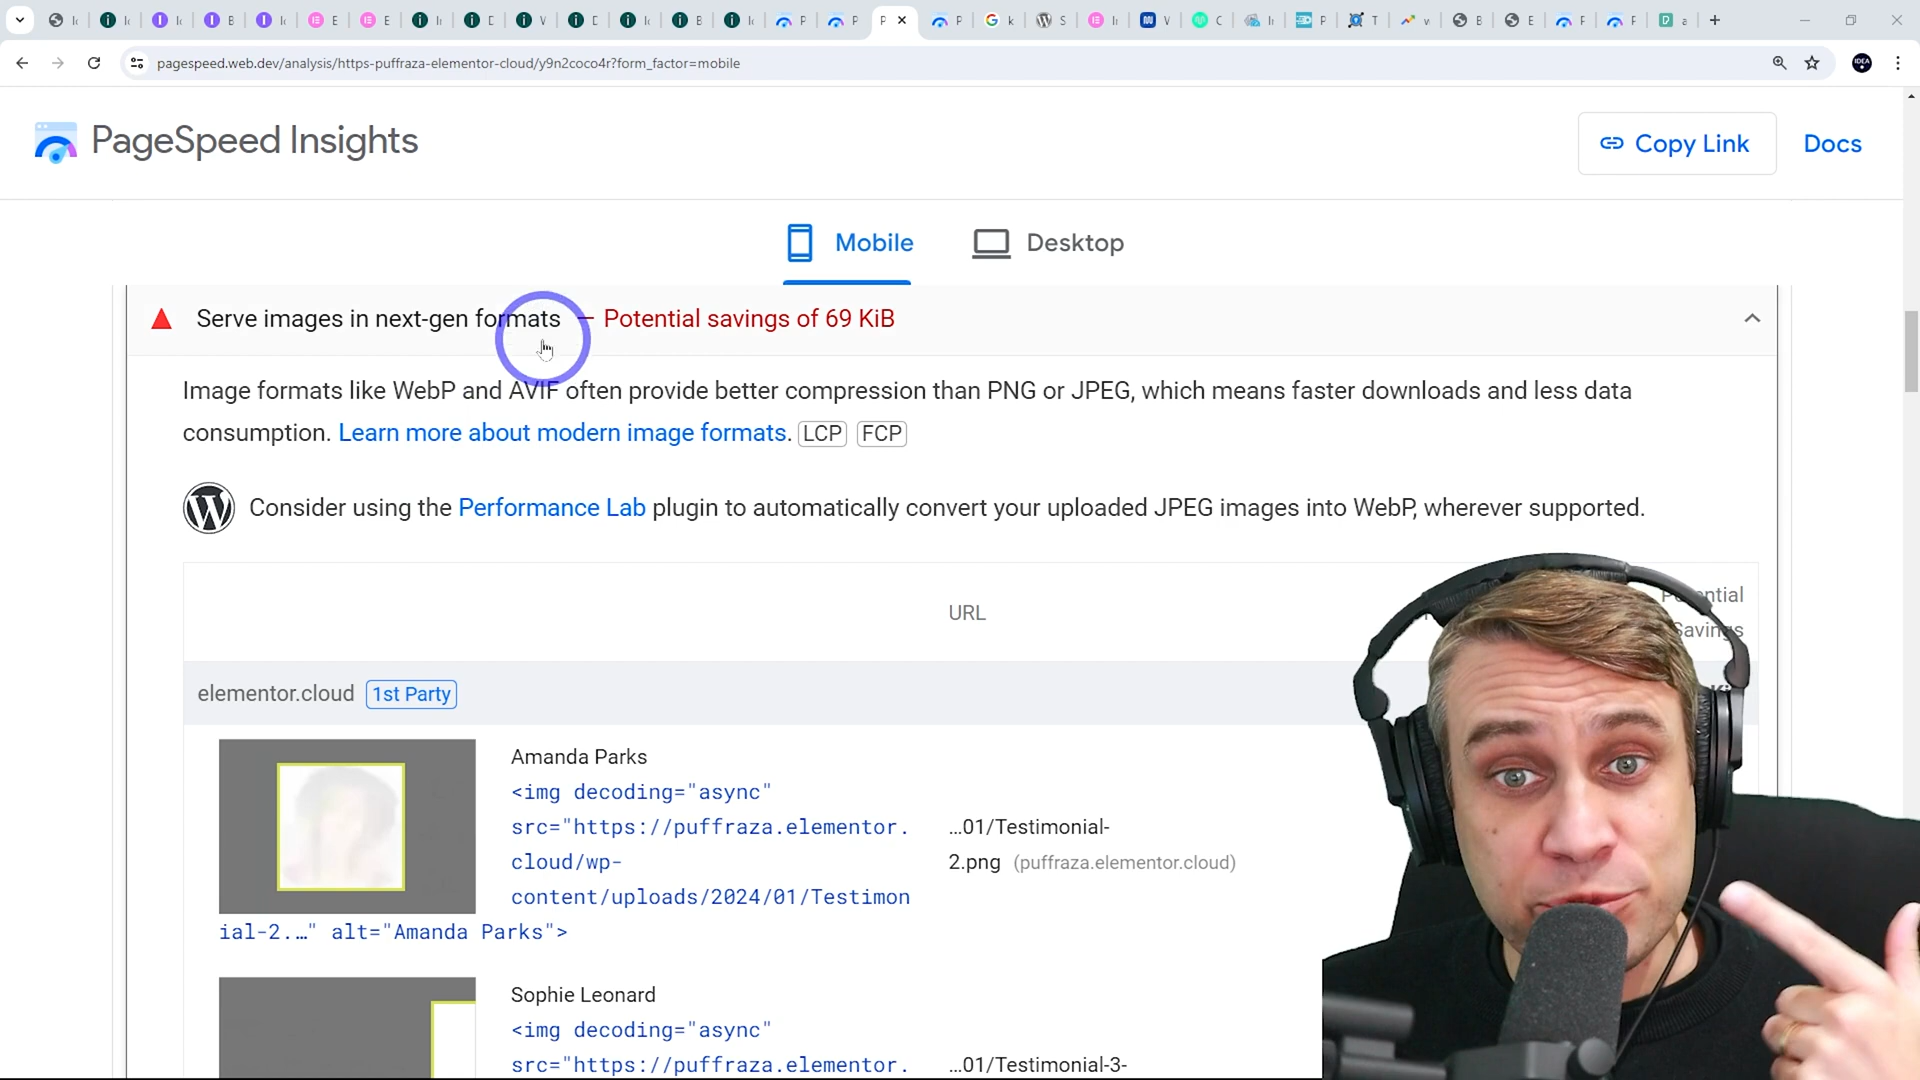 pagespeed.web.dev/analysis/https-puffraza-elementor-cloud/y9n2coco4r?form_factor=mobile
IDEA
PageSpeed Insights
Copy Link
Docs
Mobile
Desktop
Serve images in next-gen formats — Potential savings of 69 KiB
Image formats like WebP and AVIF often provide better compression than PNG or JPEG, which means faster downloads and less data
consumption. Learn more about modern image formats. LCP FCP
Consider using the Performance Lab plugin to automatically convert your uploaded JPEG images into WebP, wherever supported.
URL
Potential
Savings
elementor.cloud 1st Party
Amanda Parks
<img decoding="async"
src="https://puffraza.elementor.
cloud/wp-
content/uploads/2024/01/Testimon
ial-2.…" alt="Amanda Parks">
…01/Testimonial-
2.png (puffraza.elementor.cloud)
Sophie Leonard
<img decoding="async"
src="https://puffraza.elementor.
…01/Testimonial-3-